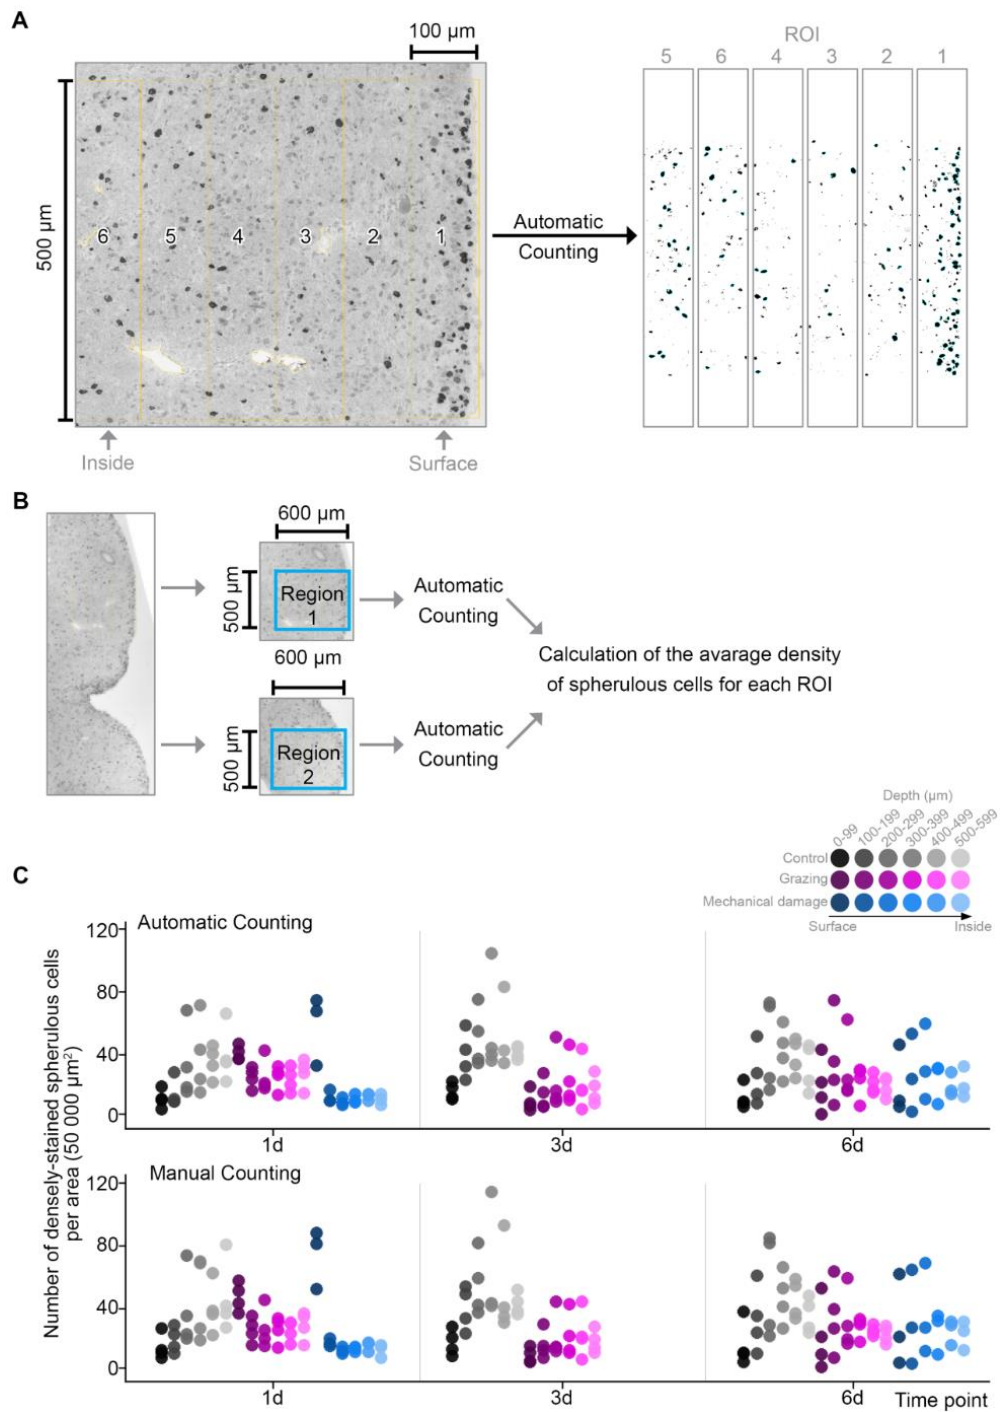 A
100 µm
500 µm
6 5 4 3 2 1
Inside
Surface
Automatic
Counting
ROI
5 6 4 3 2 1
B
600 µm
500 µm
Region
1
Automatic
Counting
600 µm
500 µm
Region
2
Automatic
Counting
Calculation of the avarage density
of spherulous cells for each ROI
Depth (µm)
0-99 100-199 200-299 300-399 400-499 500-599
Control
Grazing
Mechanical damage
Surface Inside
C
Number of densely-stained spherulous cells
per area (50 000 µm²)
Automatic Counting
120
80
40
0
1d 3d 6d
Manual Counting
120
80
40
0
1d 3d 6d
Time point